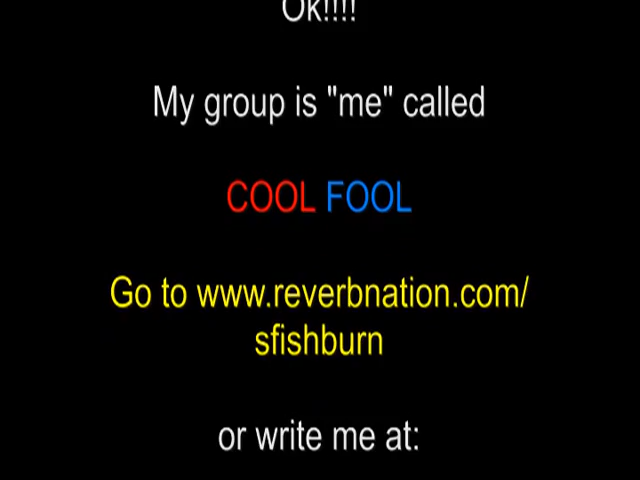 Ok!!!!
My group is "me" called
COOL FOOL
Go to www.reverbnation.com/
sfishburn
or write me at: